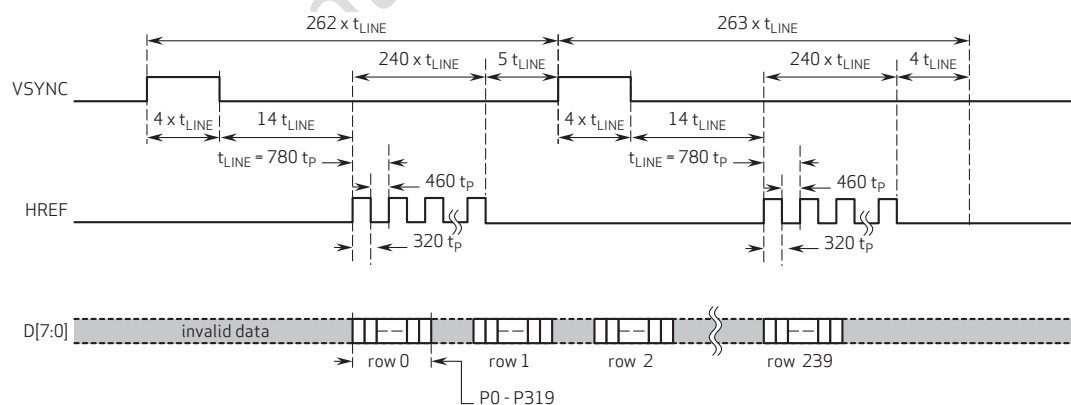 262 x tLINE
263 x tLINE
240 x tLINE
5 tLINE
240 x tLINE
4 tLINE
VSYNC
4 x tLINE
14 tLINE
4 x tLINE
14 tLINE
tLINE = 780 tP
tLINE = 780 tP
460 tP
460 tP
HREF
320 tP
320 tP
D[7:0]
invalid data
row 0
row 1
row 2
row 239
P0 - P319